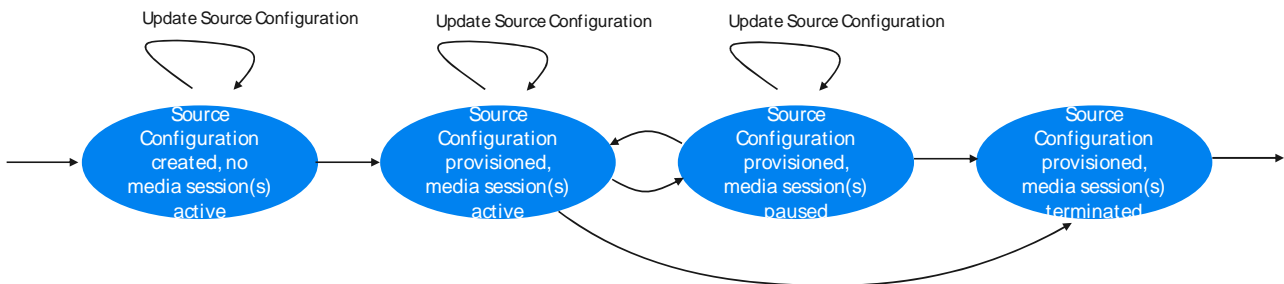 Update Source Configuration
Update Source Configuration
Update Source Configuration
Source
Configuration
created, no
media session(s)
active
Source
Configuration
provisioned,
media session(s)
active
Source
Configuration
provisioned,
media session(s)
paused
Source
Configuration
provisioned,
media session(s)
terminated